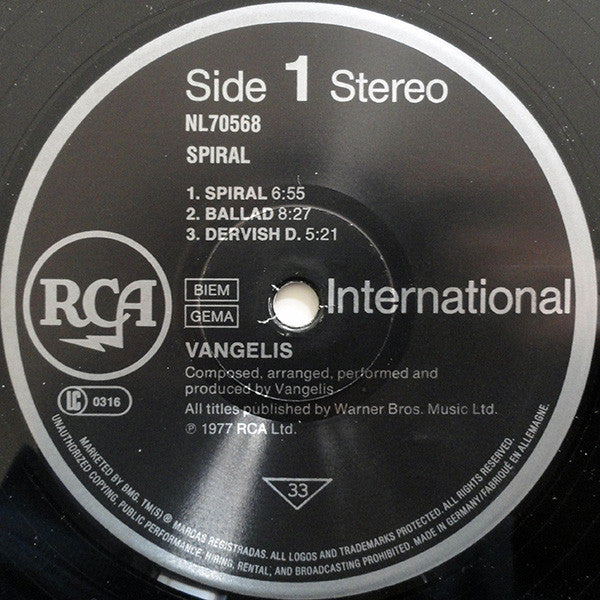 Side 1 Stereo
NL70568
SPIRAL
1. SPIRAL 6:55
2. BALLAD 8:27
3. DERVISH D. 5:21
RCA
BIEM
GEMA
International
VANGELIS
Composed, arranged, performed and
produced by Vangelis
All titles published by Warner Bros. Music Ltd.
LC 0316
℗ 1977 RCA Ltd.
33
MARKETED BY BMG. TM(S) ® MARCAS REGISTRADAS. ALL LOGOS AND TRADEMARKS PROTECTED. ALL RIGHTS RESERVED.
UNAUTHORIZED COPYING, PUBLIC PERFORMANCE, HIRING, RENTAL, AND BROADCASTING PROHIBITED. MADE IN GERMANY/FABRIQUÉ EN ALLEMAGNE.